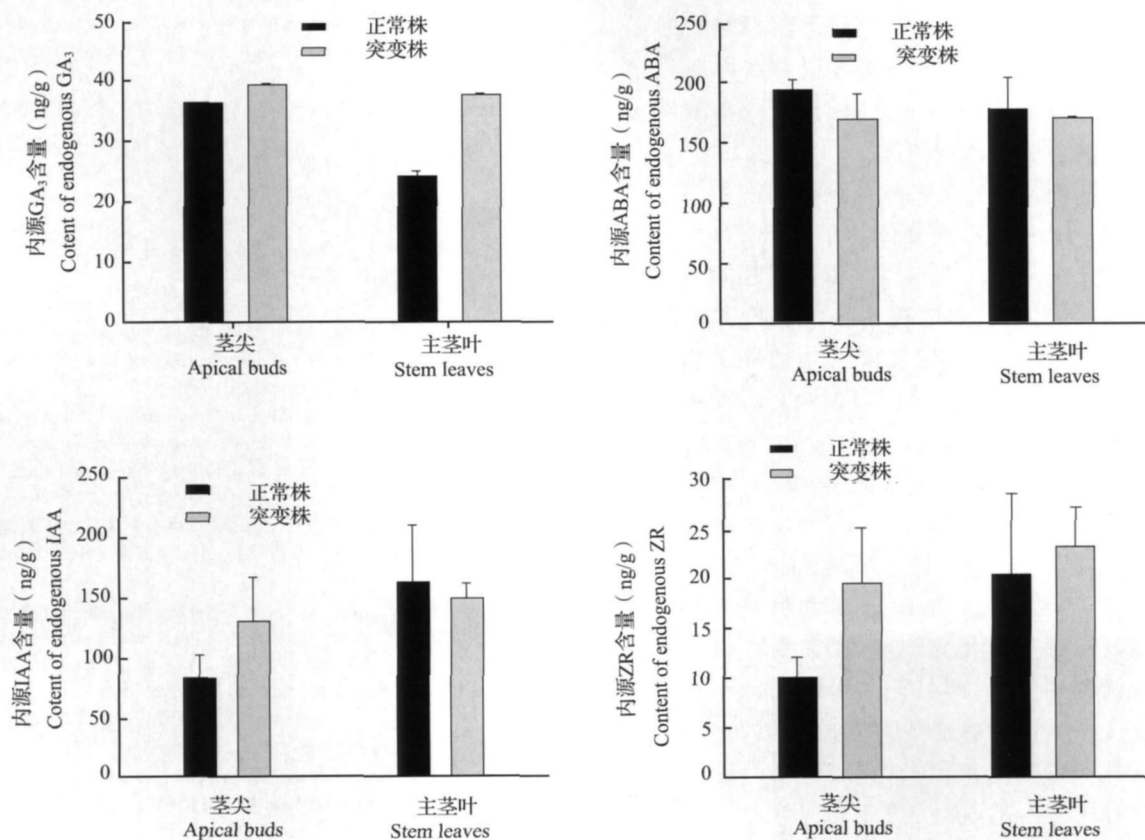 内源GA₃含量（ng/g）
Cotent of endogenous GA₃
50
40
30
20
10
0
正常株
突变株
茎尖
Apical buds
主茎叶
Stem leaves
内源ABA含量（ng/g）
Content of endogenous ABA
250
200
150
100
50
0
正常株
突变株
茎尖
Apical buds
主茎叶
Stem leaves
内源IAA含量（ng/g）
Cotent of endogenous IAA
250
200
150
100
50
0
正常株
突变株
茎尖
Apical buds
主茎叶
Stem leaves
内源ZR含量（ng/g）
Content of endogenous ZR
30
25
20
15
10
5
0
正常株
突变株
茎尖
Apical buds
主茎叶
Stem leaves